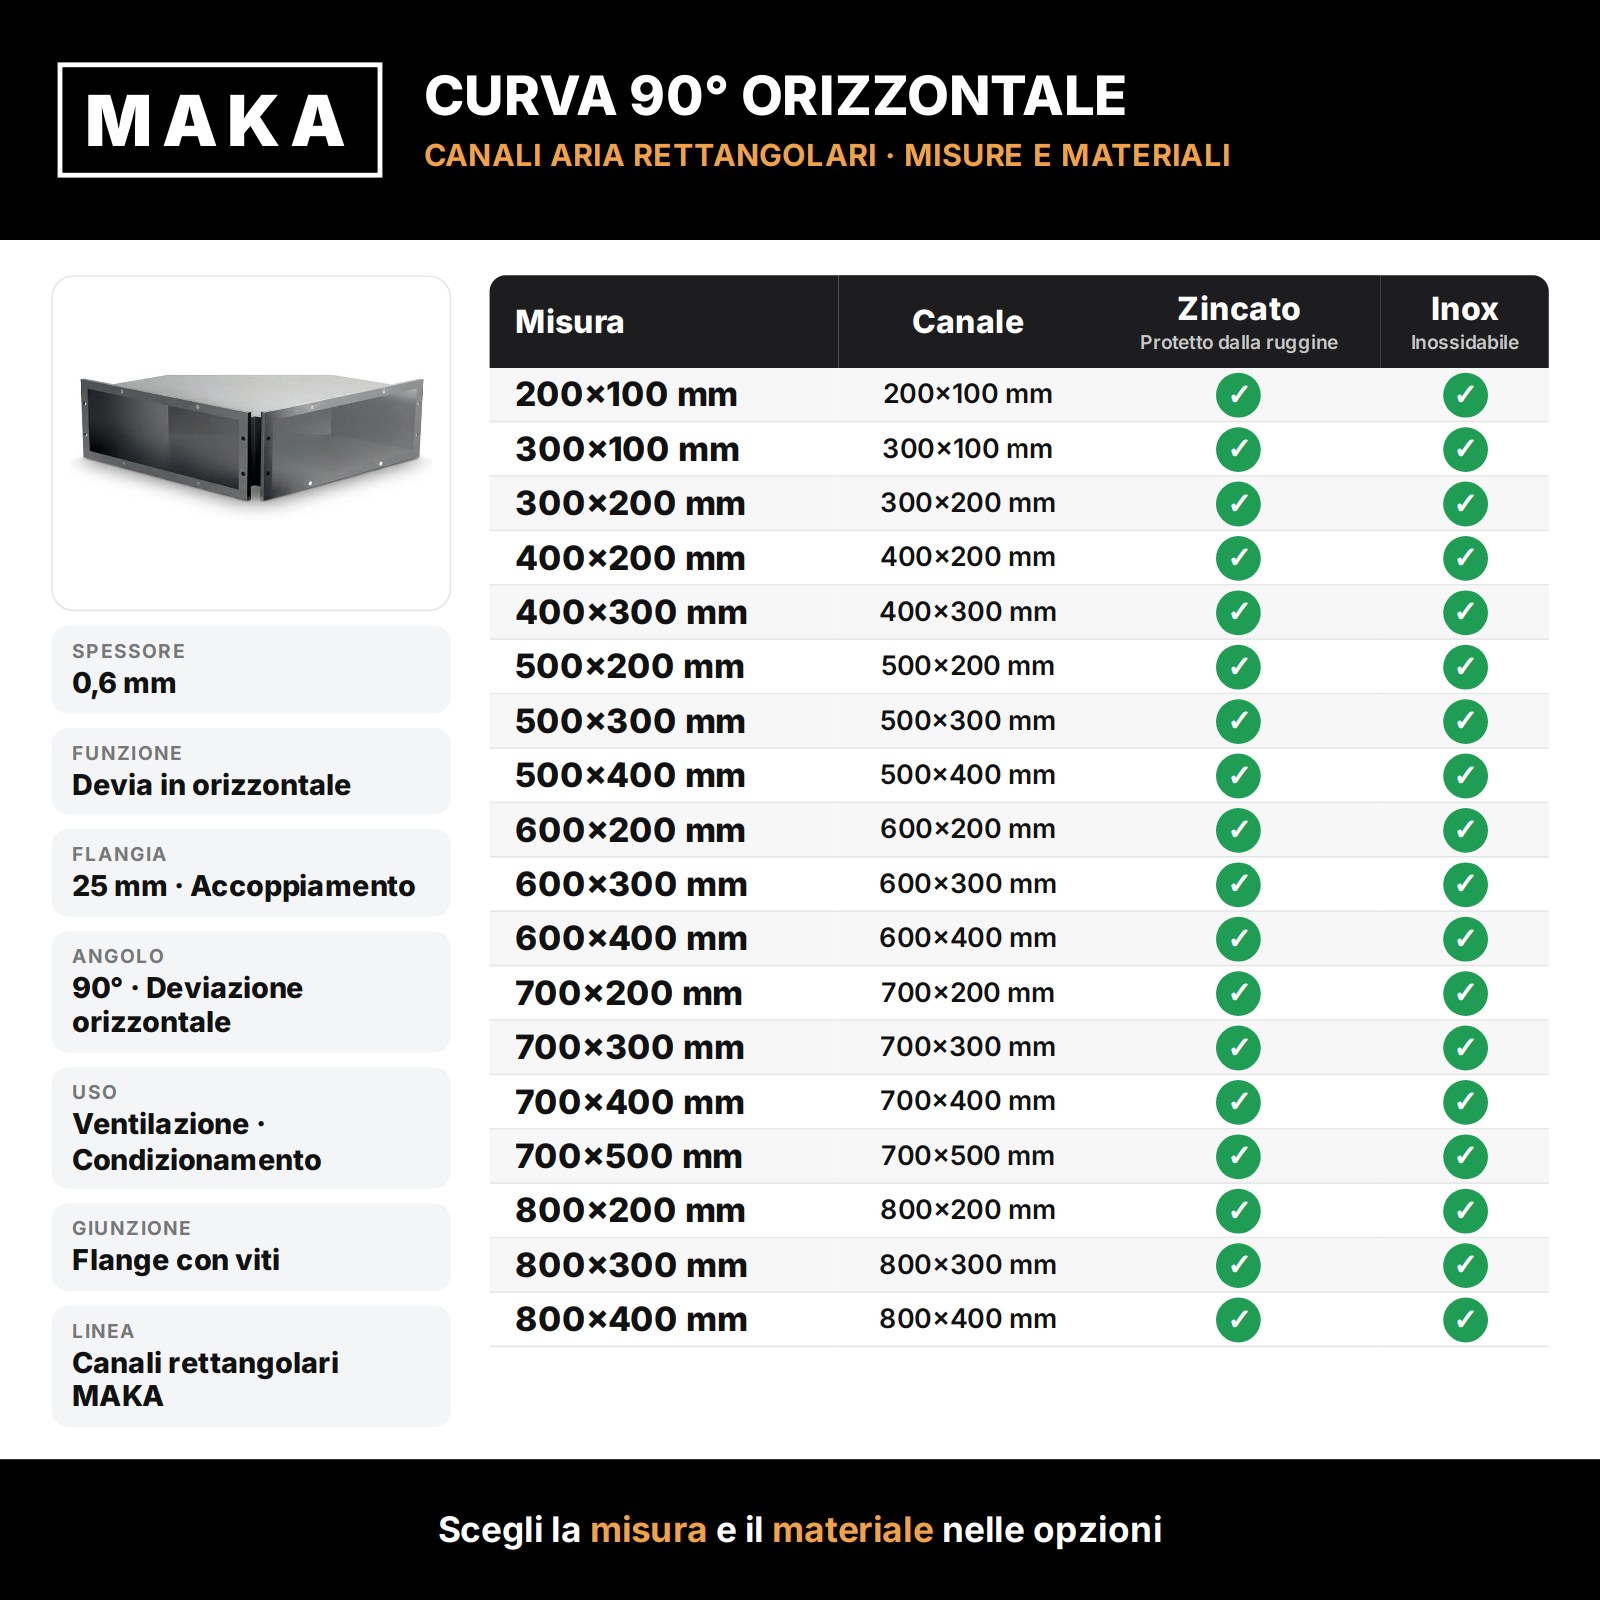 MAKA
CURVA 90° ORIZZONTALE
CANALI ARIA RETTANGOLARI · MISURE E MATERIALI
SPESSORE
0,6 mm
FUNZIONE
Devia in orizzontale
FLANGIA
25 mm · Accoppiamento
ANGOLO
90° · Deviazione
orizzontale
USO
Ventilazione ·
Condizionamento
GIUNZIONE
Flange con viti
LINEA
Canali rettangolari
MAKA
Misura Canale Zincato Inox
Protetto dalla ruggine Inossidabile
200×100 mm 200×100 mm ✓ ✓
300×100 mm 300×100 mm ✓ ✓
300×200 mm 300×200 mm ✓ ✓
400×200 mm 400×200 mm ✓ ✓
400×300 mm 400×300 mm ✓ ✓
500×200 mm 500×200 mm ✓ ✓
500×300 mm 500×300 mm ✓ ✓
500×400 mm 500×400 mm ✓ ✓
600×200 mm 600×200 mm ✓ ✓
600×300 mm 600×300 mm ✓ ✓
600×400 mm 600×400 mm ✓ ✓
700×200 mm 700×200 mm ✓ ✓
700×300 mm 700×300 mm ✓ ✓
700×400 mm 700×400 mm ✓ ✓
700×500 mm 700×500 mm ✓ ✓
800×200 mm 800×200 mm ✓ ✓
800×300 mm 800×300 mm ✓ ✓
800×400 mm 800×400 mm ✓ ✓
Scegli la misura e il materiale nelle opzioni